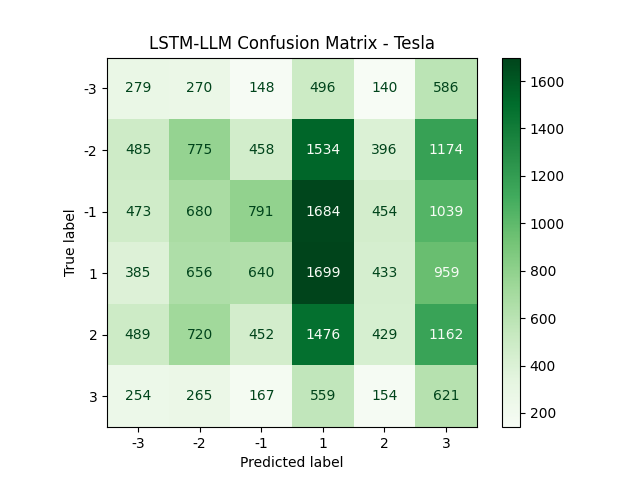 LSTM-LLM Confusion Matrix - Tesla
-3 279 270 148 496 140 586
-2 485 775 458 1534 396 1174
-1 473 680 791 1684 454 1039
1 385 656 640 1699 433 959
2 489 720 452 1476 429 1162
3 254 265 167 559 154 621
-3 -2 -1 1 2 3
True label
Predicted label
1600
1400
1200
1000
800
600
400
200